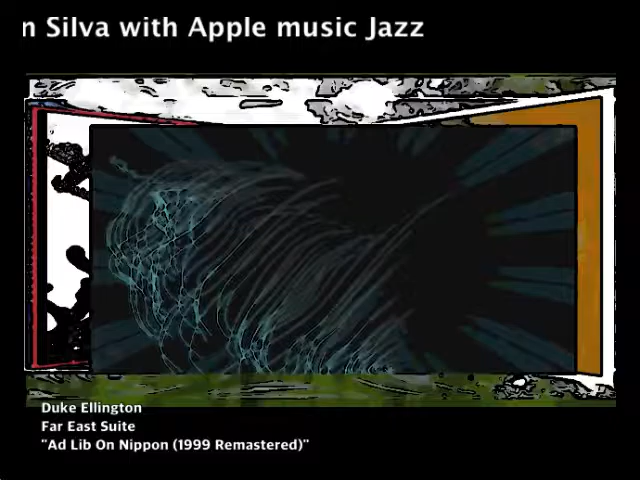 n Silva with Apple music Jazz
Duke Ellington
Far East Suite
"Ad Lib On Nippon (1999 Remastered)"